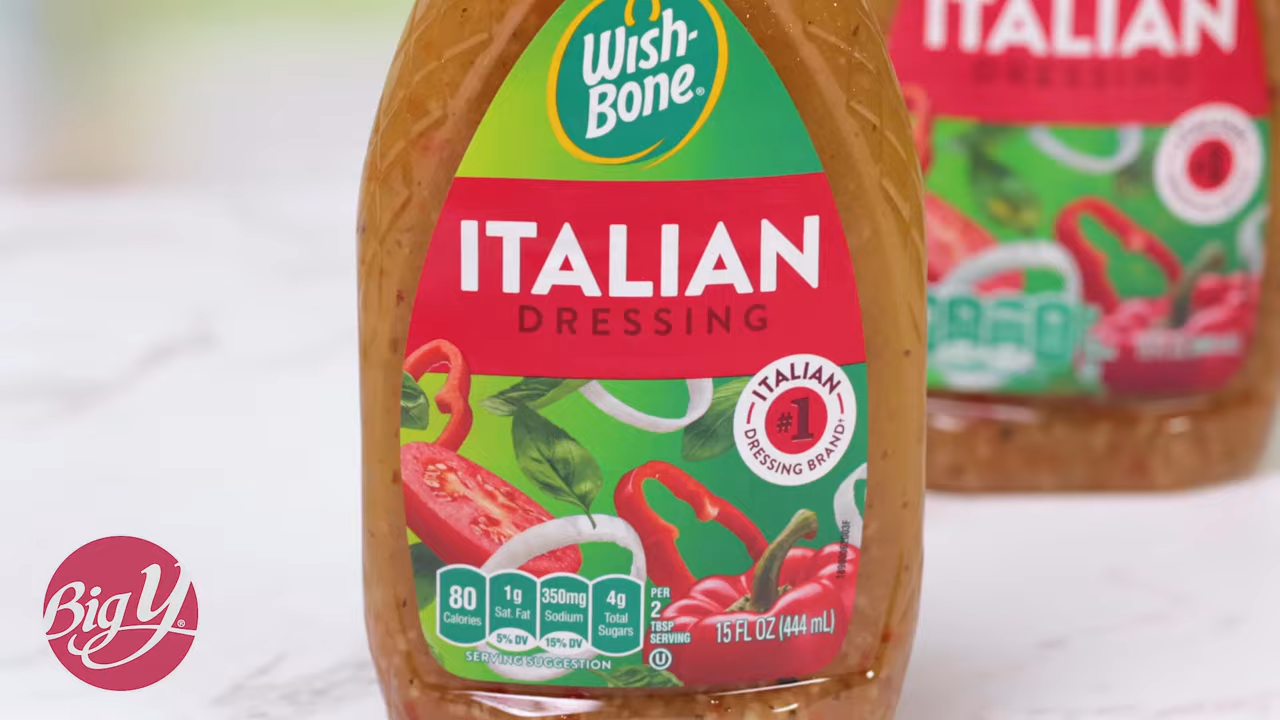 Wish-
Bone®
ITALIAN
DRESSING
ITALIAN
#1
DRESSING BRAND†
80
Calories
1g
Sat. Fat
5% DV
350mg
Sodium
15% DV
4g
Total
Sugars
PER
2
TBSP
SERVING
U
15 FL OZ (444 mL)
SERVING SUGGESTION
ITALIAN
DRESSING
Big Y®